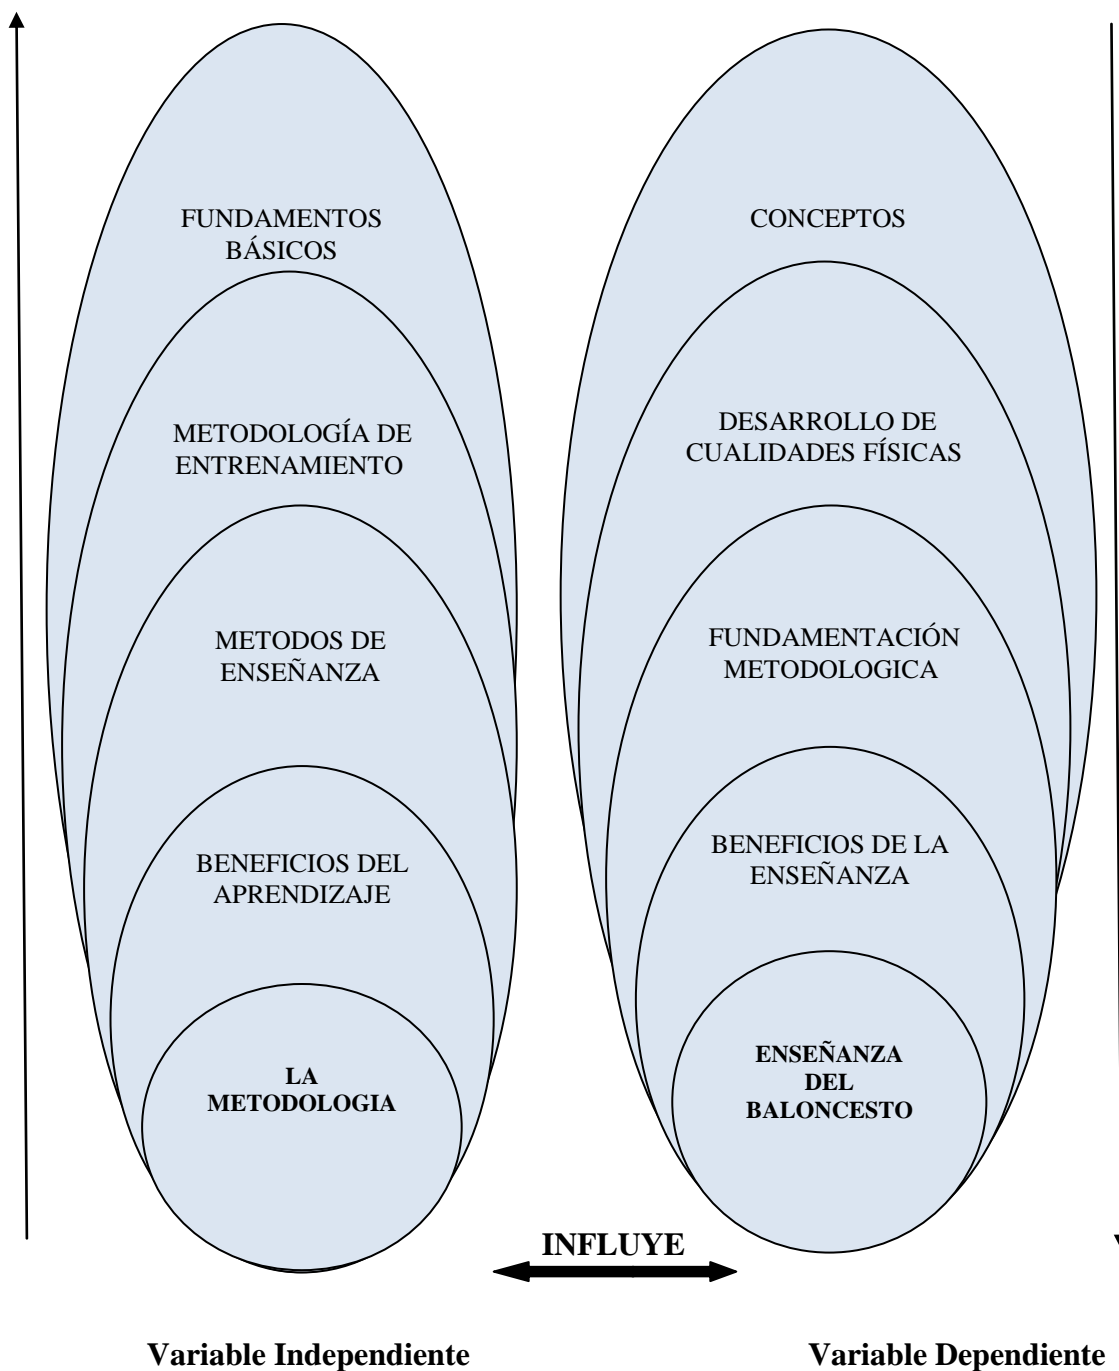 FUNDAMENTOS
BÁSICOS
METODOLOGÍA DE
ENTRENAMIENTO
METODOS DE
ENSEÑANZA
BENEFICIOS DEL
APRENDIZAJE
LA
METODOLOGIA
CONCEPTOS
DESARROLLO DE
CUALIDADES FÍSICAS
FUNDAMENTACIÓN
METODOLOGICA
BENEFICIOS DE LA
ENSEÑANZA
ENSEÑANZA
DEL
BALONCESTO
INFLUYE
Variable Independiente
Variable Dependiente